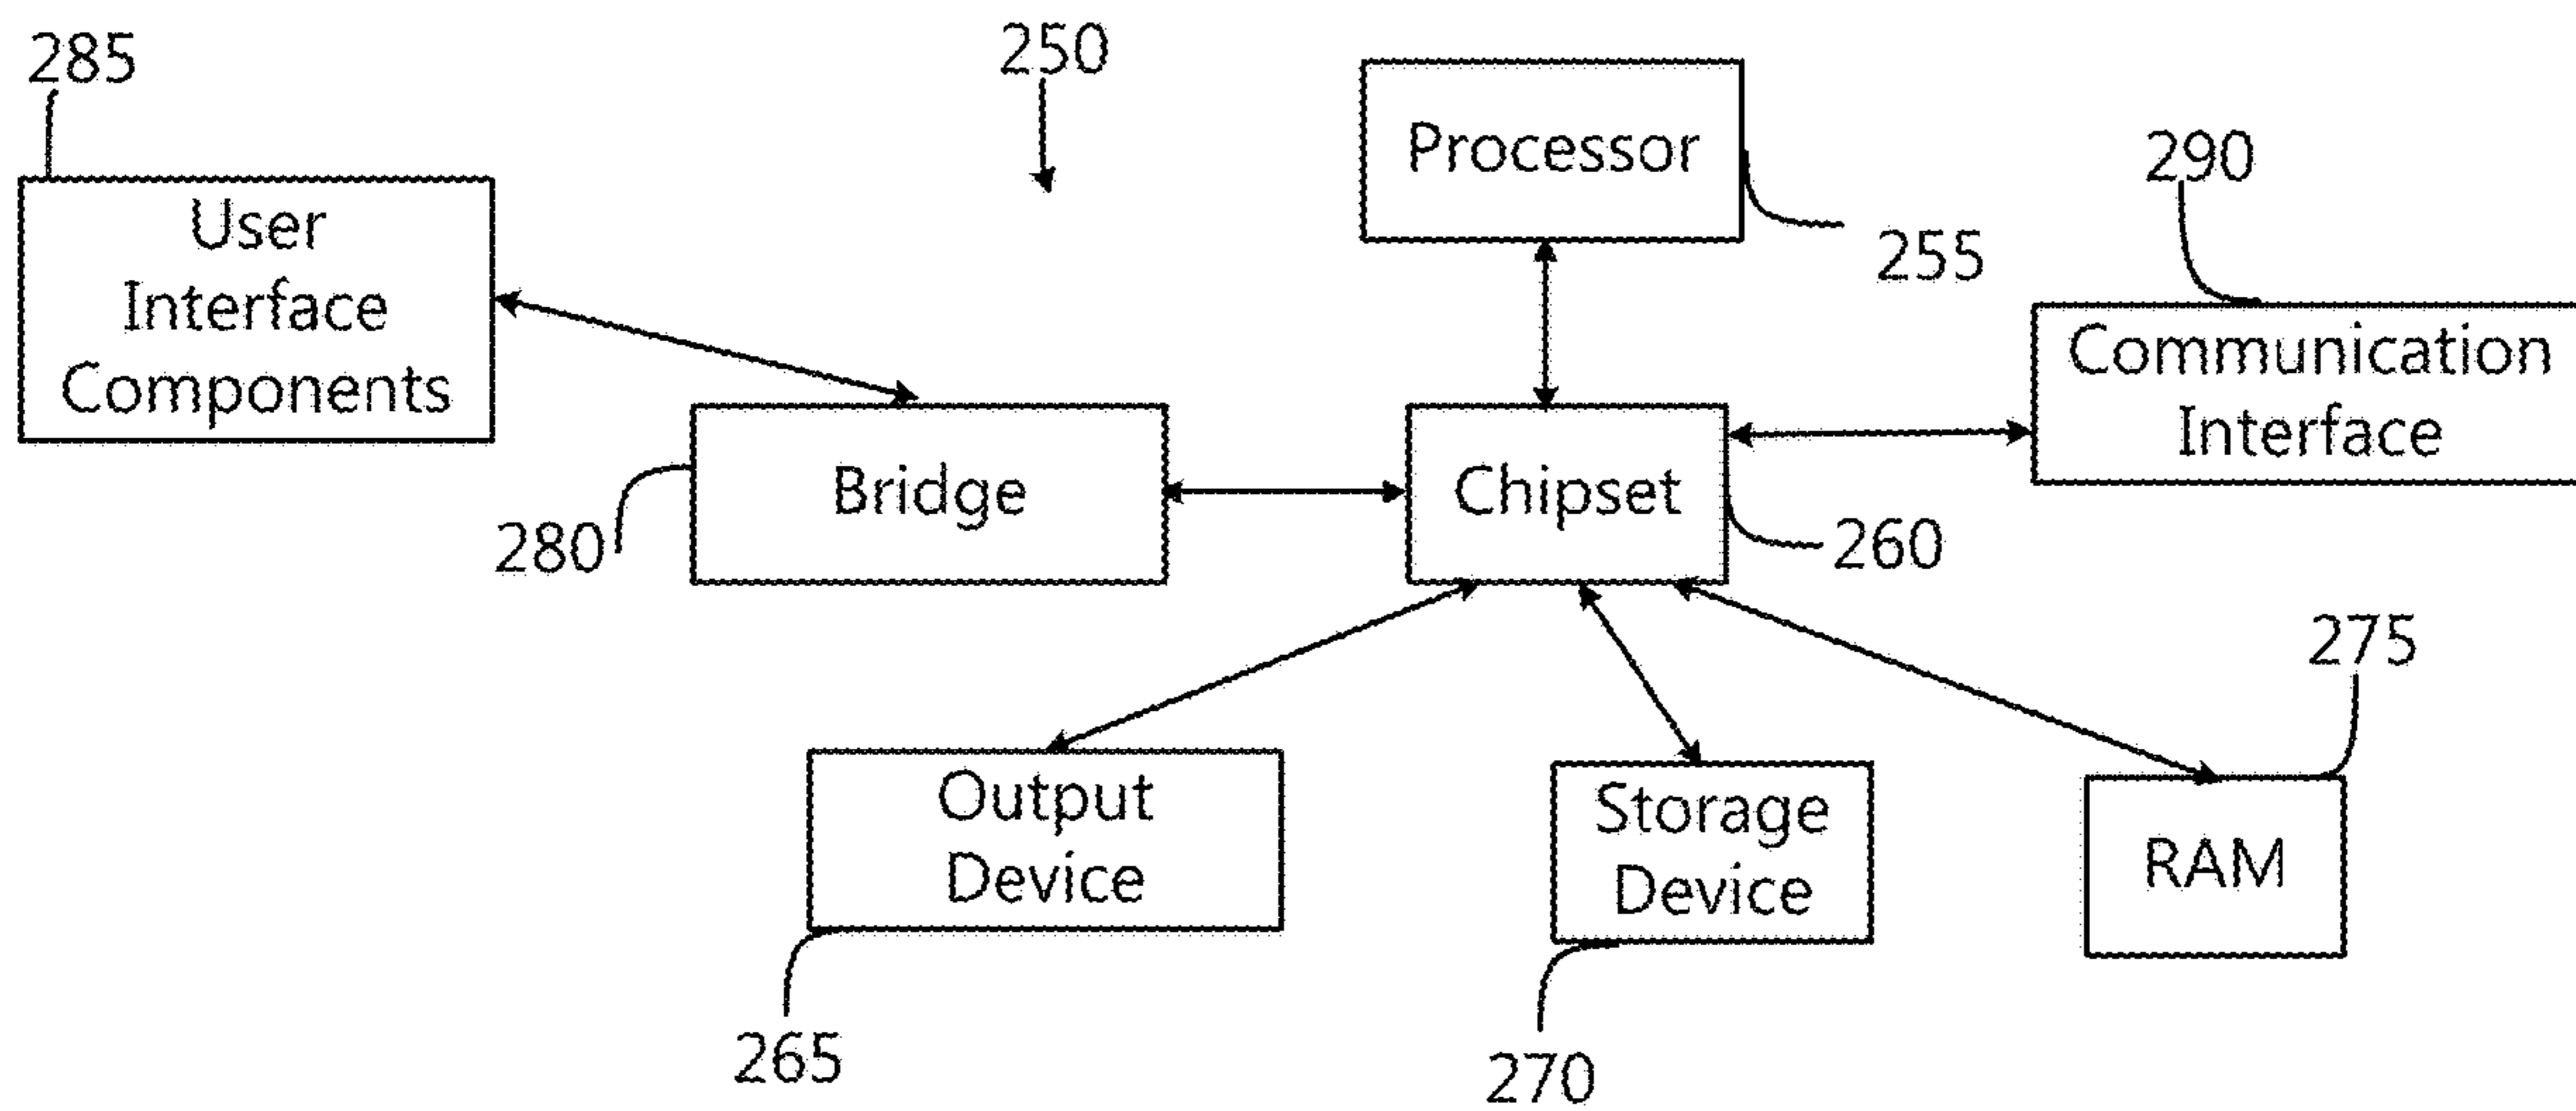 285
250
Processor
290
User
Interface
Components
255
Communication
Interface
Bridge
Chipset
280
260
275
Output
Device
Storage
Device
RAM
265
270